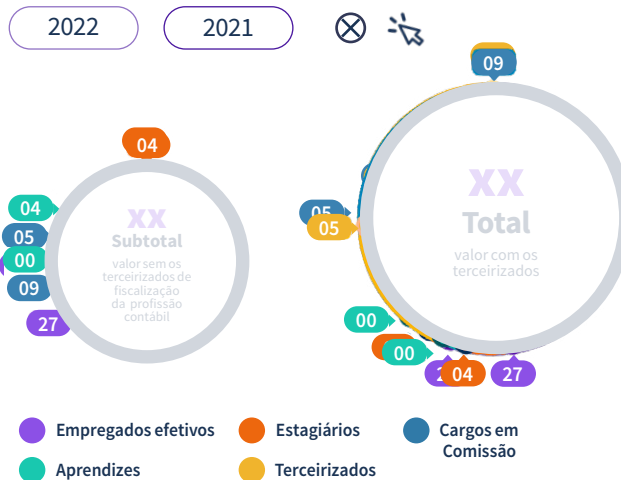 2022
2021
09
04
04
05
00
09
27
xx
Subtotal
valor sem os
terceirizados de
fiscalização
da profissão
contábil
05
05
00
00
04
27
xx
Total
valor com os
terceirizados
Empregados efetivos
Estagiários
Cargos em
Comissão
Aprendizes
Terceirizados